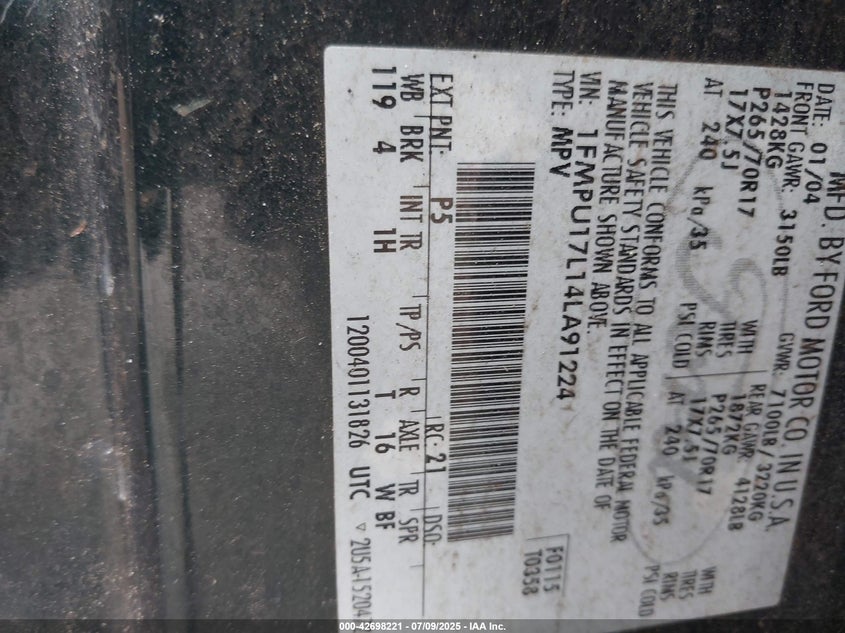 MFD. BY FORD MOTOR CO. IN U.S.A.
DATE: 01/04 GVWR: 7100LB / 3220KG
FRONT GAWR: 3150LB REAR GAWR: 4128LB
1428KG 1872KG
P265/70R17 WITH TIRES P265/70R17 WITH TIRES
17X7.5J RIMS 17X7.5J RIMS
AT 240 kPa/35 PSI COLD AT 240 kPa/35 PSI COLD
THIS VEHICLE CONFORMS TO ALL APPLICABLE FEDERAL MOTOR
VEHICLE SAFETY STANDARDS IN EFFECT ON THE DATE OF
MANUFACTURE SHOWN ABOVE.
VIN: 1FMPU17L14LA91224
TYPE: MPV
F0115
T0358
EXT PNT: P5 RC: 21 DSO:
WB BRK INT TR TP/PS R AXLE TR SPR
119 4 1H T 16 W BF
1200401131826 UTC
000-42698221 - 07/09/2025 - IAA Inc.